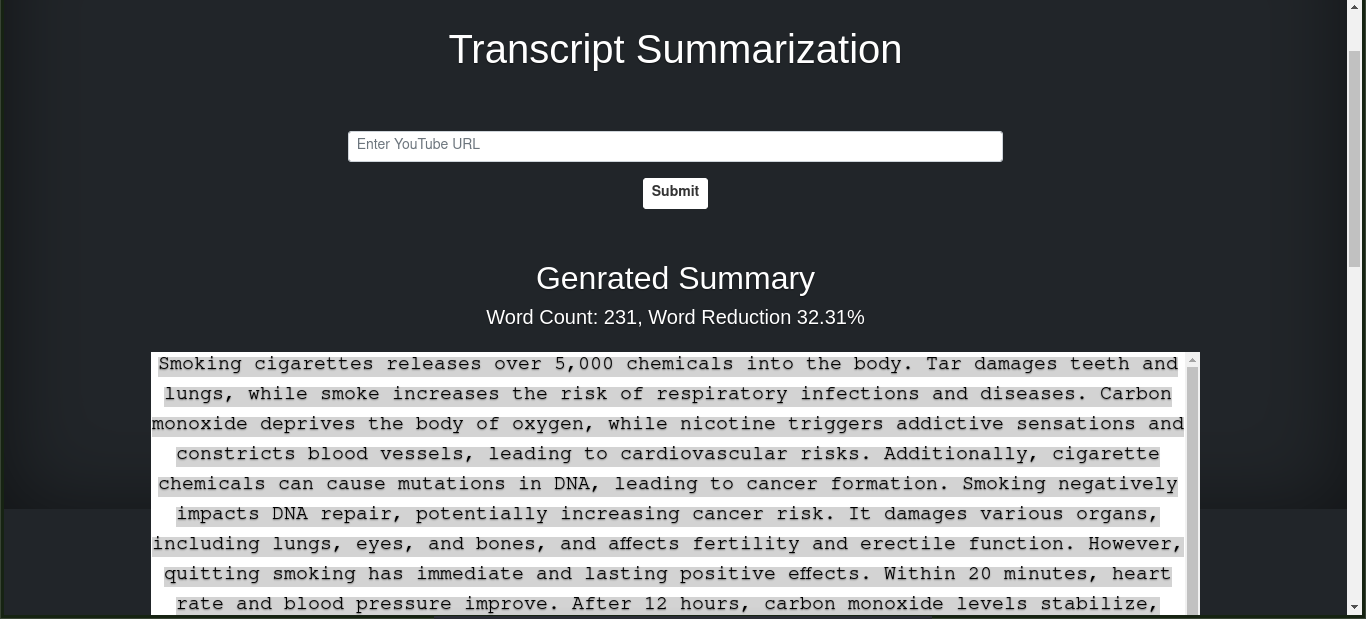 Transcript Summarization
Enter YouTube URL
Submit
Genrated Summary
Word Count: 231, Word Reduction 32.31%
Smoking cigarettes releases over 5,000 chemicals into the body. Tar damages teeth and
lungs, while smoke increases the risk of respiratory infections and diseases. Carbon
monoxide deprives the body of oxygen, while nicotine triggers addictive sensations and
constricts blood vessels, leading to cardiovascular risks. Additionally, cigarette
chemicals can cause mutations in DNA, leading to cancer formation. Smoking negatively
impacts DNA repair, potentially increasing cancer risk. It damages various organs,
including lungs, eyes, and bones, and affects fertility and erectile function. However,
quitting smoking has immediate and lasting positive effects. Within 20 minutes, heart
rate and blood pressure improve. After 12 hours, carbon monoxide levels stabilize,